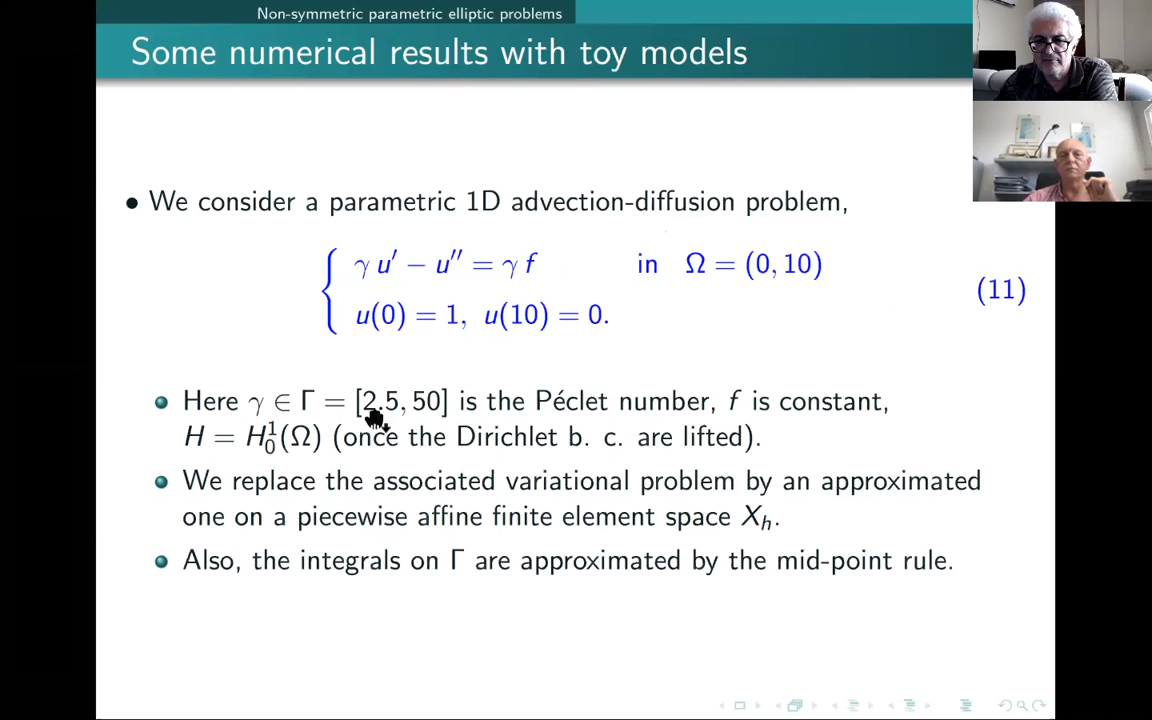 Non-symmetric parametric elliptic problems
Some numerical results with toy models
• We consider a parametric 1D advection-diffusion problem,
γ u′ − u′′ = γ f in Ω = (0, 10)
u(0) = 1, u(10) = 0.
(11)
Here γ ∈ Γ = [2.5, 50] is the Péclet number, f is constant,
H = H¹₀(Ω) (once the Dirichlet b. c. are lifted).
We replace the associated variational problem by an approximated
one on a piecewise affine finite element space Xₕ.
Also, the integrals on Γ are approximated by the mid-point rule.